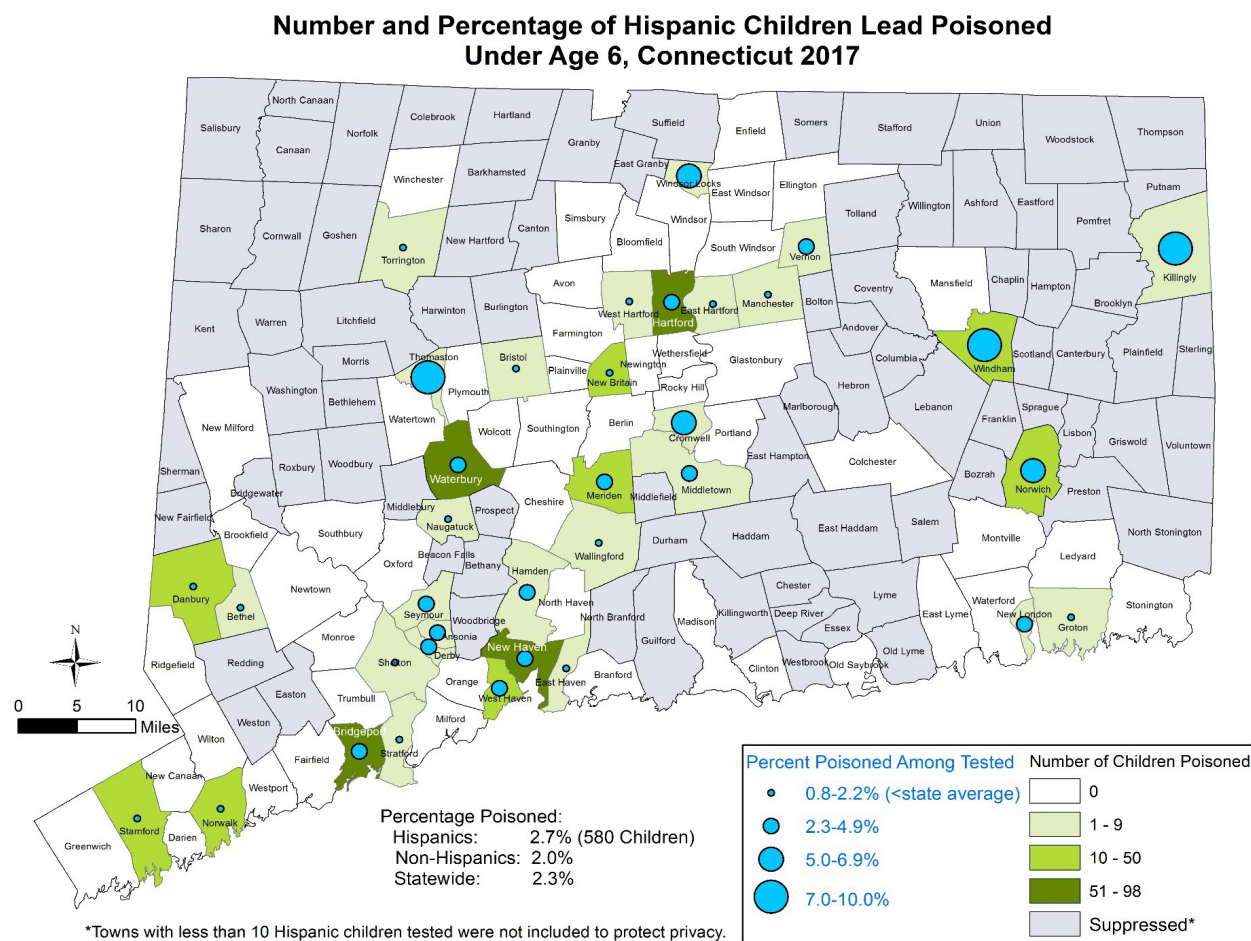 Number and Percentage of Hispanic Children Lead Poisoned
Under Age 6, Connecticut 2017
North Canaan
Colebrook
Hartland
Salisbury
Canaan
Norfolk
Granby
Suffield
Enfield
Somers
Stafford
Union
Woodstock
Thompson
East Granby
Winchester
Barkhamsted
Windsor Locks
East Windsor
Ellington
Putnam
Sharon
Cornwall
Goshen
New Hartford
Canton
Simsbury
Windsor
Tolland
Willington
Ashford
Eastford
Pomfret
Torrington
Bloomfield
South Windsor
Vernon
Killingly
Avon
Mansfield
Chaplin
Hampton
Brooklyn
Kent
Warren
Litchfield
Harwinton
Burlington
West Hartford
Hartford
East Hartford
Manchester
Bolton
Coventry
Farmington
Andover
Morris
Thomaston
Bristol
Plainville
Newington
Wethersfield
Glastonbury
Columbia
Windham
Scotland
Canterbury
Plainfield
Sterling
Washington
Bethlehem
Plymouth
New Britain
Rocky Hill
Hebron
New Milford
Watertown
Wolcott
Southington
Berlin
Cromwell
Portland
Marlborough
Lebanon
Franklin
Sprague
Lisbon
Griswold
Voluntown
Sherman
Roxbury
Woodbury
Waterbury
East Hampton
Colchester
Bozrah
Norwich
Preston
Bridgewater
Middlebury
Prospect
Cheshire
Meriden
Middlefield
Middletown
New Fairfield
Brookfield
Southbury
Naugatuck
Wallingford
Durham
Haddam
East Haddam
Salem
Montville
North Stonington
Ledyard
Oxford
Beacon Falls
Bethany
Hamden
Danbury
Bethel
Newtown
Seymour
Woodbridge
North Haven
North Branford
Guilford
Madison
Killingworth
Chester
Deep River
Essex
Lyme
East Lyme
Waterford
New London
Groton
Stonington
Monroe
Ansonia
Derby
Shelton
New Haven
East Haven
Branford
Clinton
Westbrook
Old Saybrook
Old Lyme
Ridgefield
Redding
Orange
West Haven
Easton
Trumbull
Milford
Weston
Bridgeport
Stratford
Wilton
Fairfield
New Canaan
Westport
Norwalk
Stamford
Darien
Greenwich
N
0 5 10
Miles
Percentage Poisoned:
Hispanics: 2.7% (580 Children)
Non-Hispanics: 2.0%
Statewide: 2.3%
*Towns with less than 10 Hispanic children tested were not included to protect privacy.
Percent Poisoned Among Tested
0.8-2.2% (<state average)
2.3-4.9%
5.0-6.9%
7.0-10.0%
Number of Children Poisoned
0
1 - 9
10 - 50
51 - 98
Suppressed*